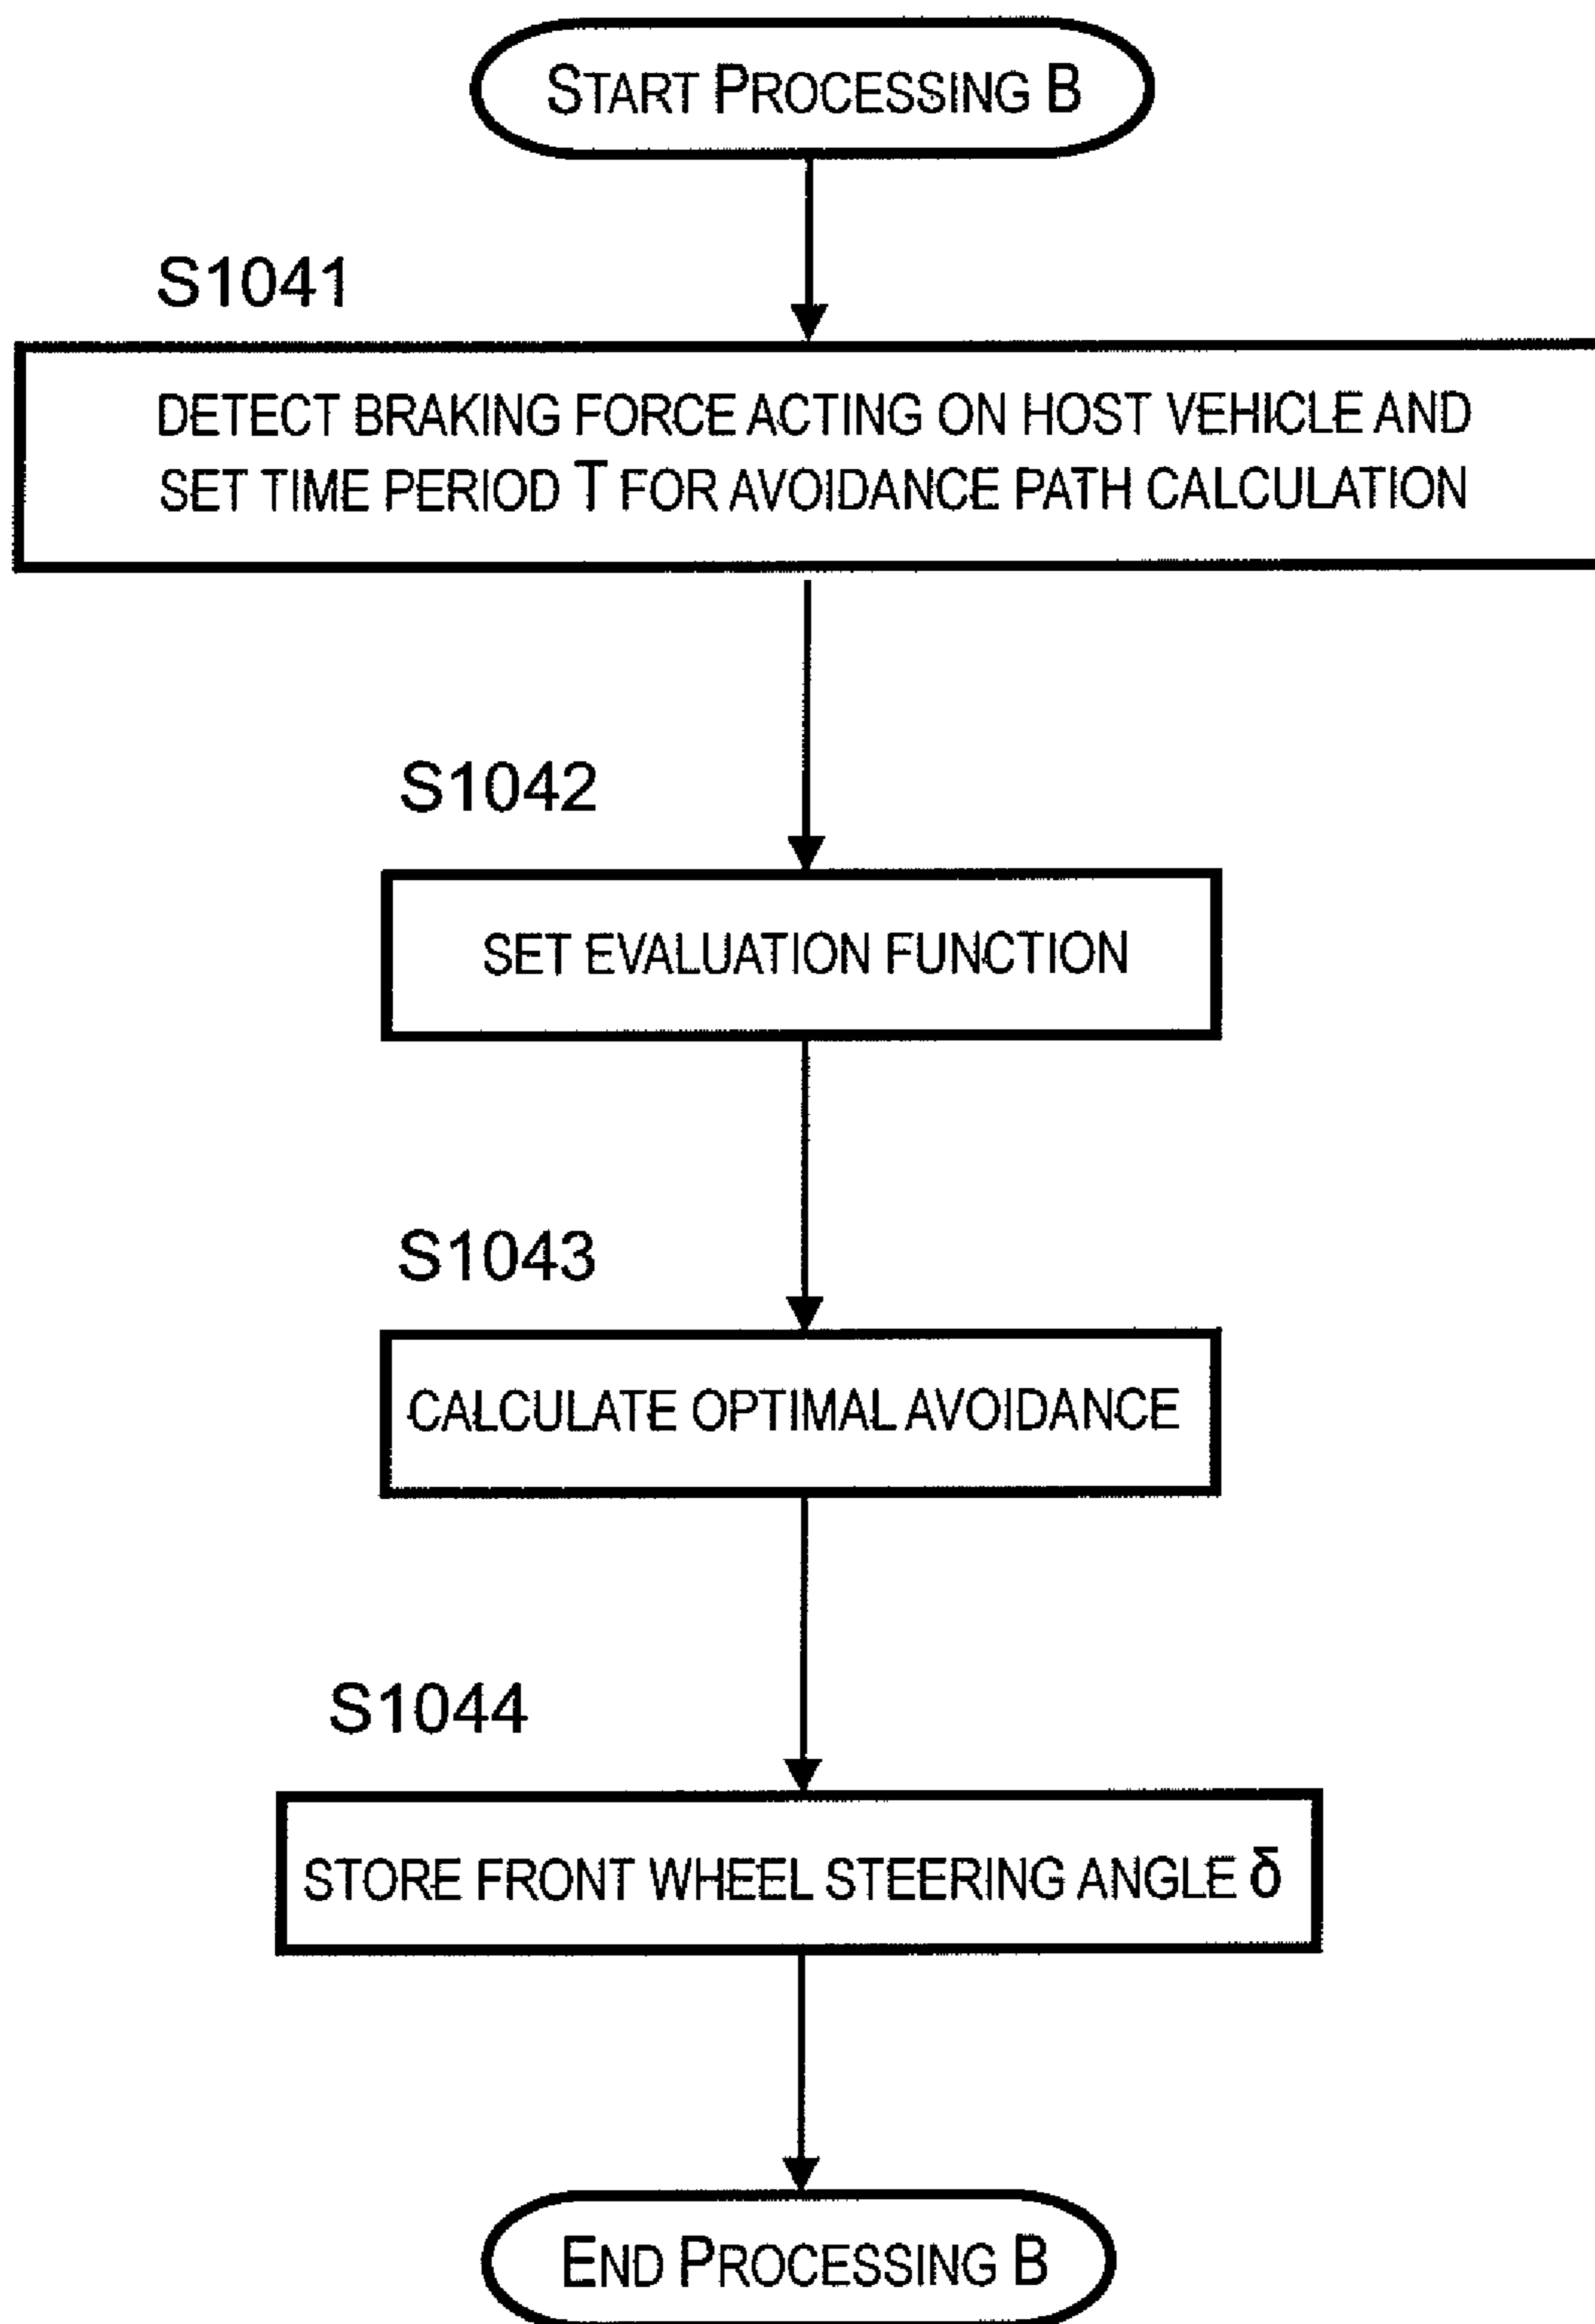 START PROCESSING B
S1041
DETECT BRAKING FORCE ACTING ON HOST VEHICLE AND
SET TIME PERIOD T FOR AVOIDANCE PATH CALCULATION
S1042
SET EVALUATION FUNCTION
S1043
CALCULATE OPTIMAL AVOIDANCE
S1044
STORE FRONT WHEEL STEERING ANGLE δ
END PROCESSING B